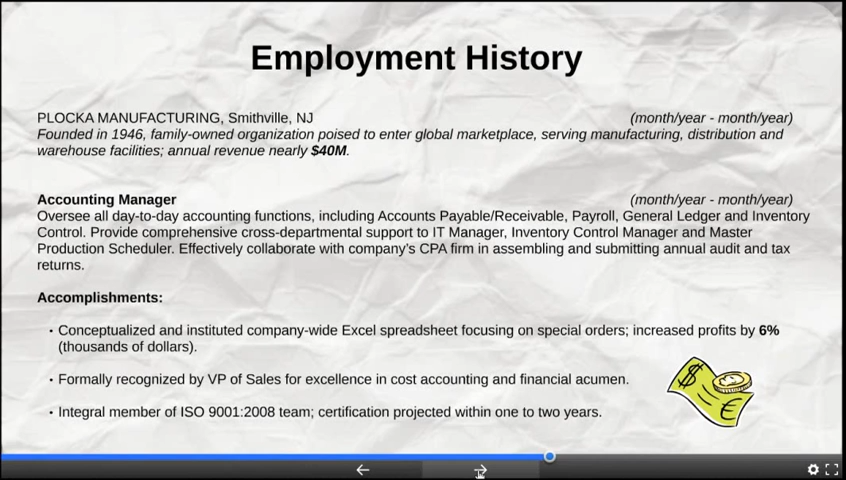 Employment History
PLOCKA MANUFACTURING, Smithville, NJ (month/year - month/year)
Founded in 1946, family-owned organization poised to enter global marketplace, serving manufacturing, distribution and
warehouse facilities; annual revenue nearly $40M.
Accounting Manager (month/year - month/year)
Oversee all day-to-day accounting functions, including Accounts Payable/Receivable, Payroll, General Ledger and Inventory
Control. Provide comprehensive cross-departmental support to IT Manager, Inventory Control Manager and Master
Production Scheduler. Effectively collaborate with company's CPA firm in assembling and submitting annual audit and tax
returns.
Accomplishments:
· Conceptualized and instituted company-wide Excel spreadsheet focusing on special orders; increased profits by 6%
(thousands of dollars).
· Formally recognized by VP of Sales for excellence in cost accounting and financial acumen.
· Integral member of ISO 9001:2008 team; certification projected within one to two years.
$
€